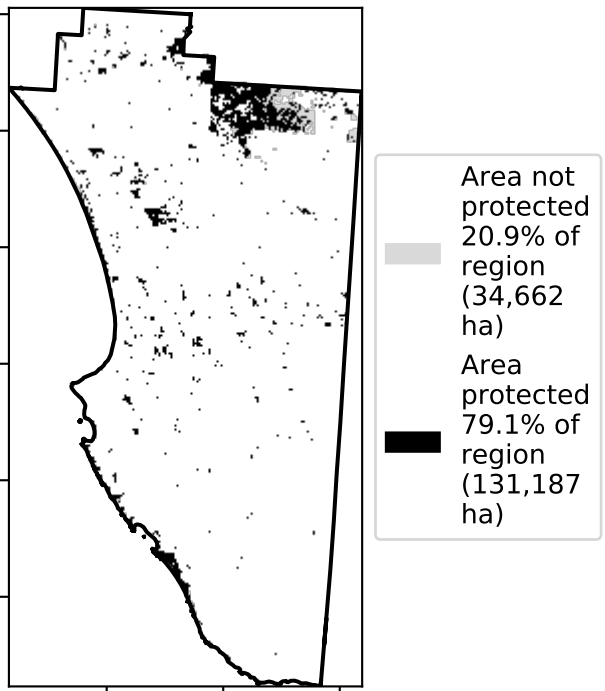 Area not
protected
20.9% of
region
(34,662
ha)
Area
protected
79.1% of
region
(131,187
ha)